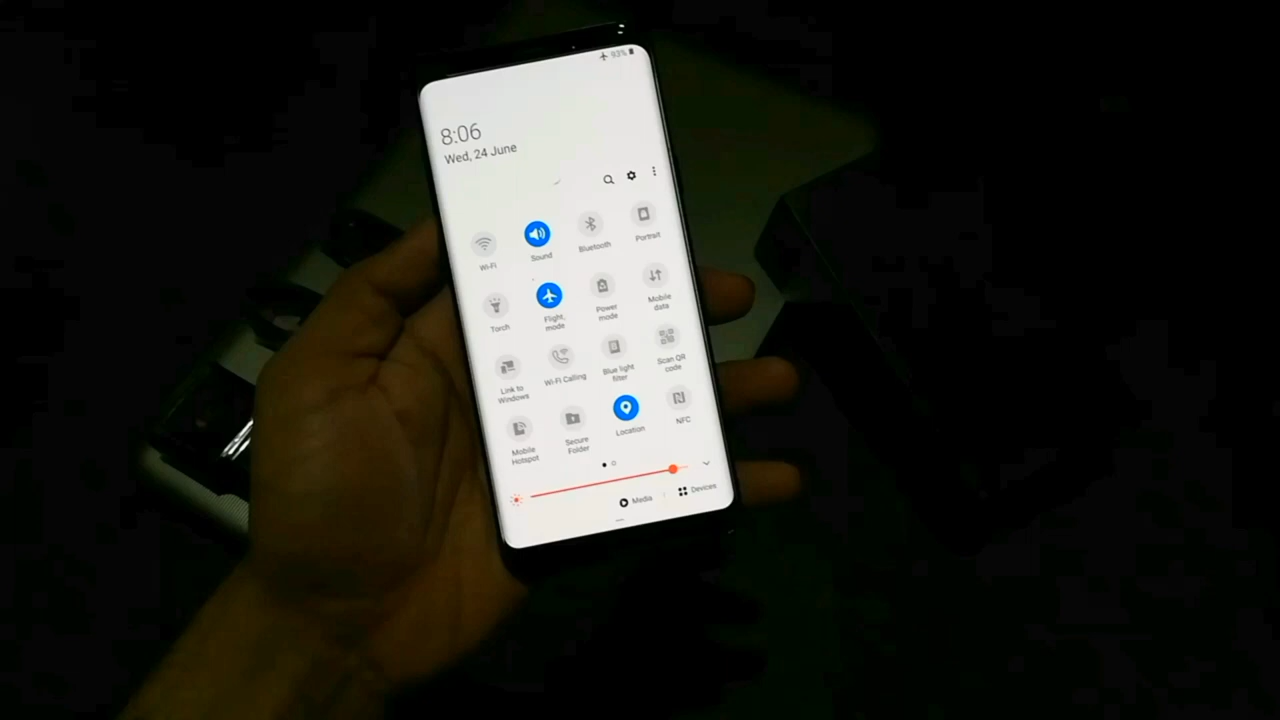 93%
8:06
Wed, 24 June
Wi-Fi
Sound
Bluetooth
Portrait
Torch
Flight
mode
Power
mode
Mobile
data
Link to
Windows
Wi-Fi Calling
Blue light
filter
Scan QR
code
Mobile
Hotspot
Secure
Folder
Location
NFC
Media
Devices